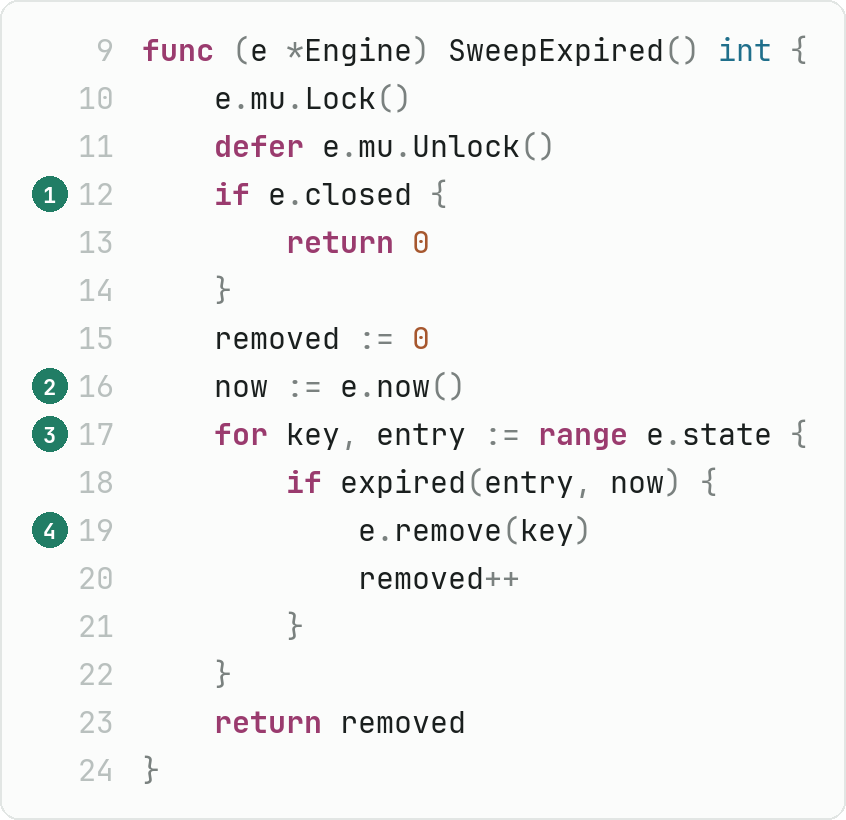 9 func (e *Engine) SweepExpired() int {
10 e.mu.Lock()
11 defer e.mu.Unlock()
1 12 if e.closed {
13 return 0
14 }
15 removed := 0
2 16 now := e.now()
3 17 for key, entry := range e.state {
18 if expired(entry, now) {
4 19 e.remove(key)
20 removed++
21 }
22 }
23 return removed
24 }